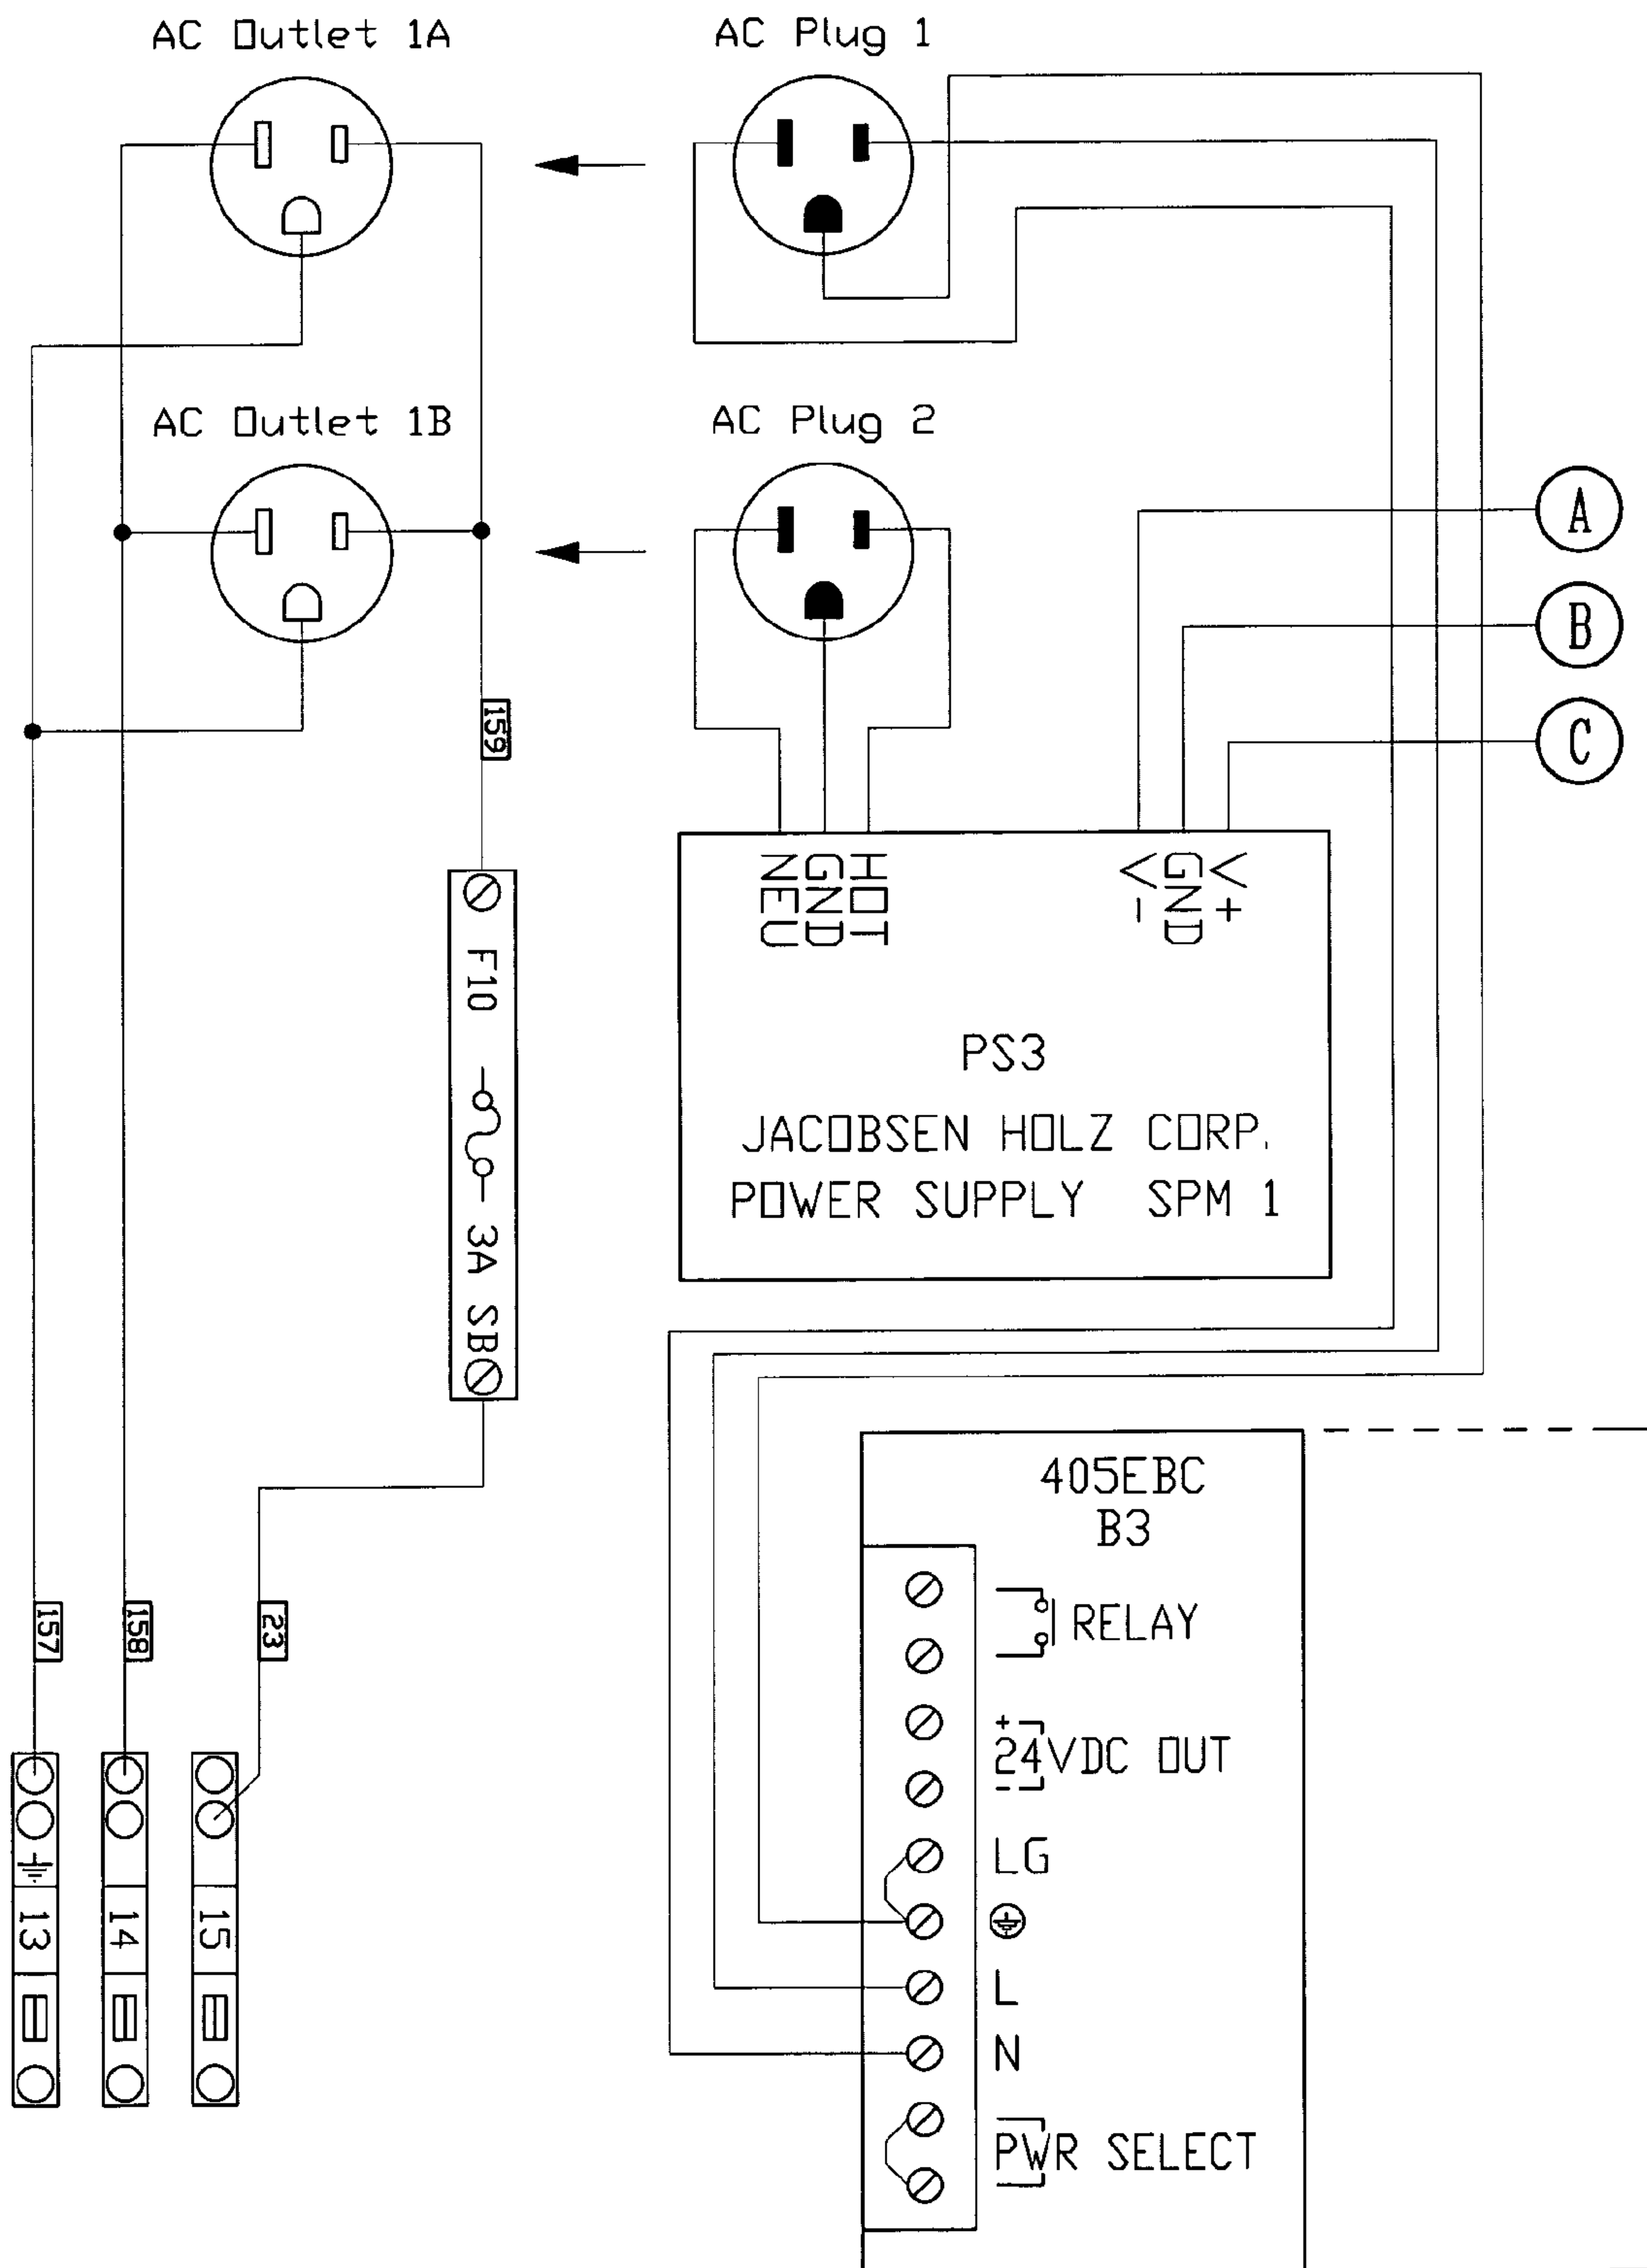 AC Outlet 1A
AC Plug 1
AC Outlet 1B
AC Plug 2
A
B
C
159
NEU
GND
HOT
V-
GND
V+
F10
3A SB
PS3
JACOBSEN HOLZ CORP.
POWER SUPPLY SPM 1
405EBC
B3
RELAY
+
24VDC OUT
-
LG
L
N
PWR SELECT
157
158
23
13
14
15